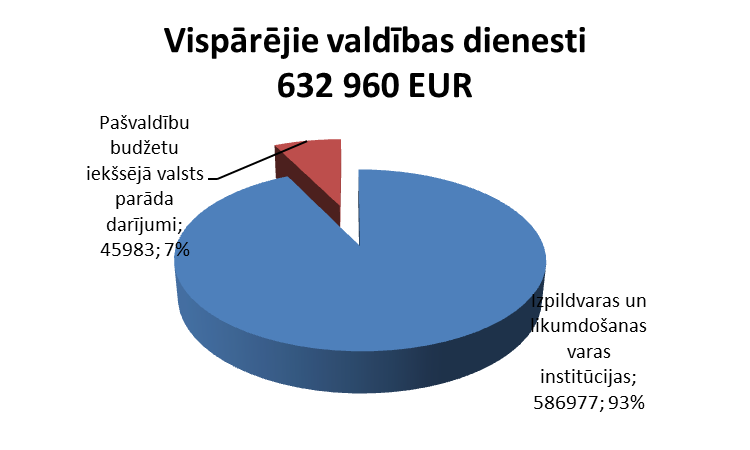 Vispārējie valdības dienesti
632 960 EUR
Pašvaldību
budžetu
iekšsējā valsts
parāda
darījumi;
45983; 7%
Izpildvaras un
likumdošanas
varas
institūcijas;
586977; 93%